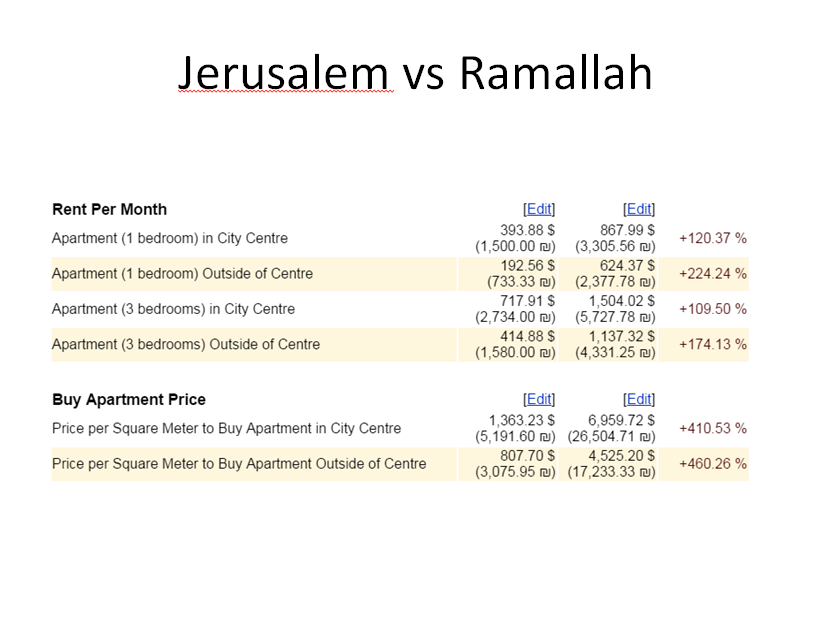 Jerusalem vs Ramallah
Rent Per Month [Edit] [Edit]
Apartment (1 bedroom) in City Centre 393.88 $ (1,500.00 ₪) 867.99 $ (3,305.56 ₪) +120.37 %
Apartment (1 bedroom) Outside of Centre 192.56 $ (733.33 ₪) 624.37 $ (2,377.78 ₪) +224.24 %
Apartment (3 bedrooms) in City Centre 717.91 $ (2,734.00 ₪) 1,504.02 $ (5,727.78 ₪) +109.50 %
Apartment (3 bedrooms) Outside of Centre 414.88 $ (1,580.00 ₪) 1,137.32 $ (4,331.25 ₪) +174.13 %
Buy Apartment Price [Edit] [Edit]
Price per Square Meter to Buy Apartment in City Centre 1,363.23 $ (5,191.60 ₪) 6,959.72 $ (26,504.71 ₪) +410.53 %
Price per Square Meter to Buy Apartment Outside of Centre 807.70 $ (3,075.95 ₪) 4,525.20 $ (17,233.33 ₪) +460.26 %